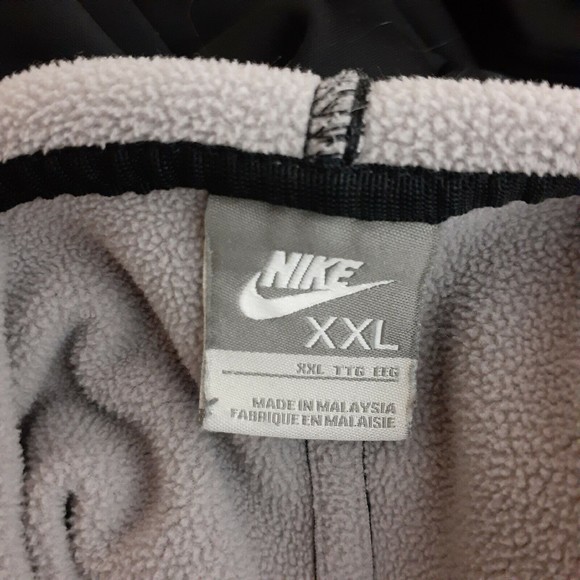 NIKE
XXL
XXL TTG EEG
MADE IN MALAYSIA
FABRIQUE EN MALAISIE